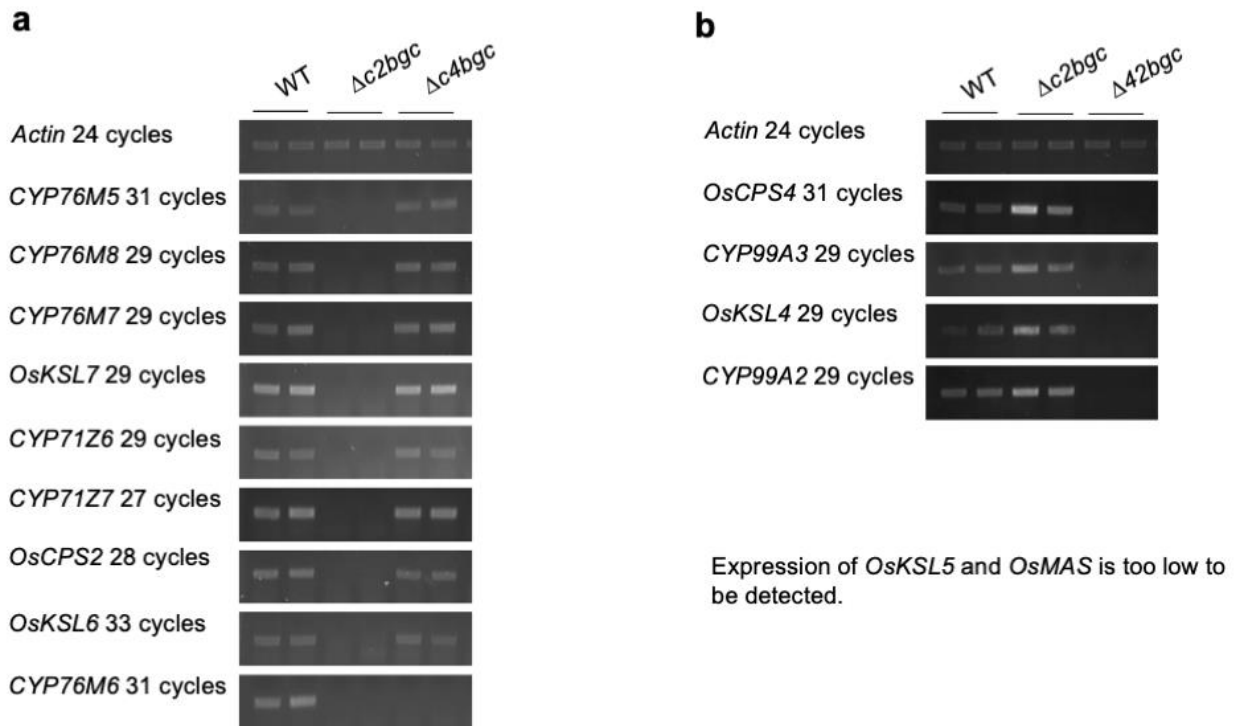 a
WT Δc2bgc Δc4bgc
Actin 24 cycles
CYP76M5 31 cycles
CYP76M8 29 cycles
CYP76M7 29 cycles
OsKSL7 29 cycles
CYP71Z6 29 cycles
CYP71Z7 27 cycles
OsCPS2 28 cycles
OsKSL6 33 cycles
CYP76M6 31 cycles
b
WT Δc2bgc Δ42bgc
Actin 24 cycles
OsCPS4 31 cycles
CYP99A3 29 cycles
OsKSL4 29 cycles
CYP99A2 29 cycles
Expression of OsKSL5 and OsMAS is too low to
be detected.